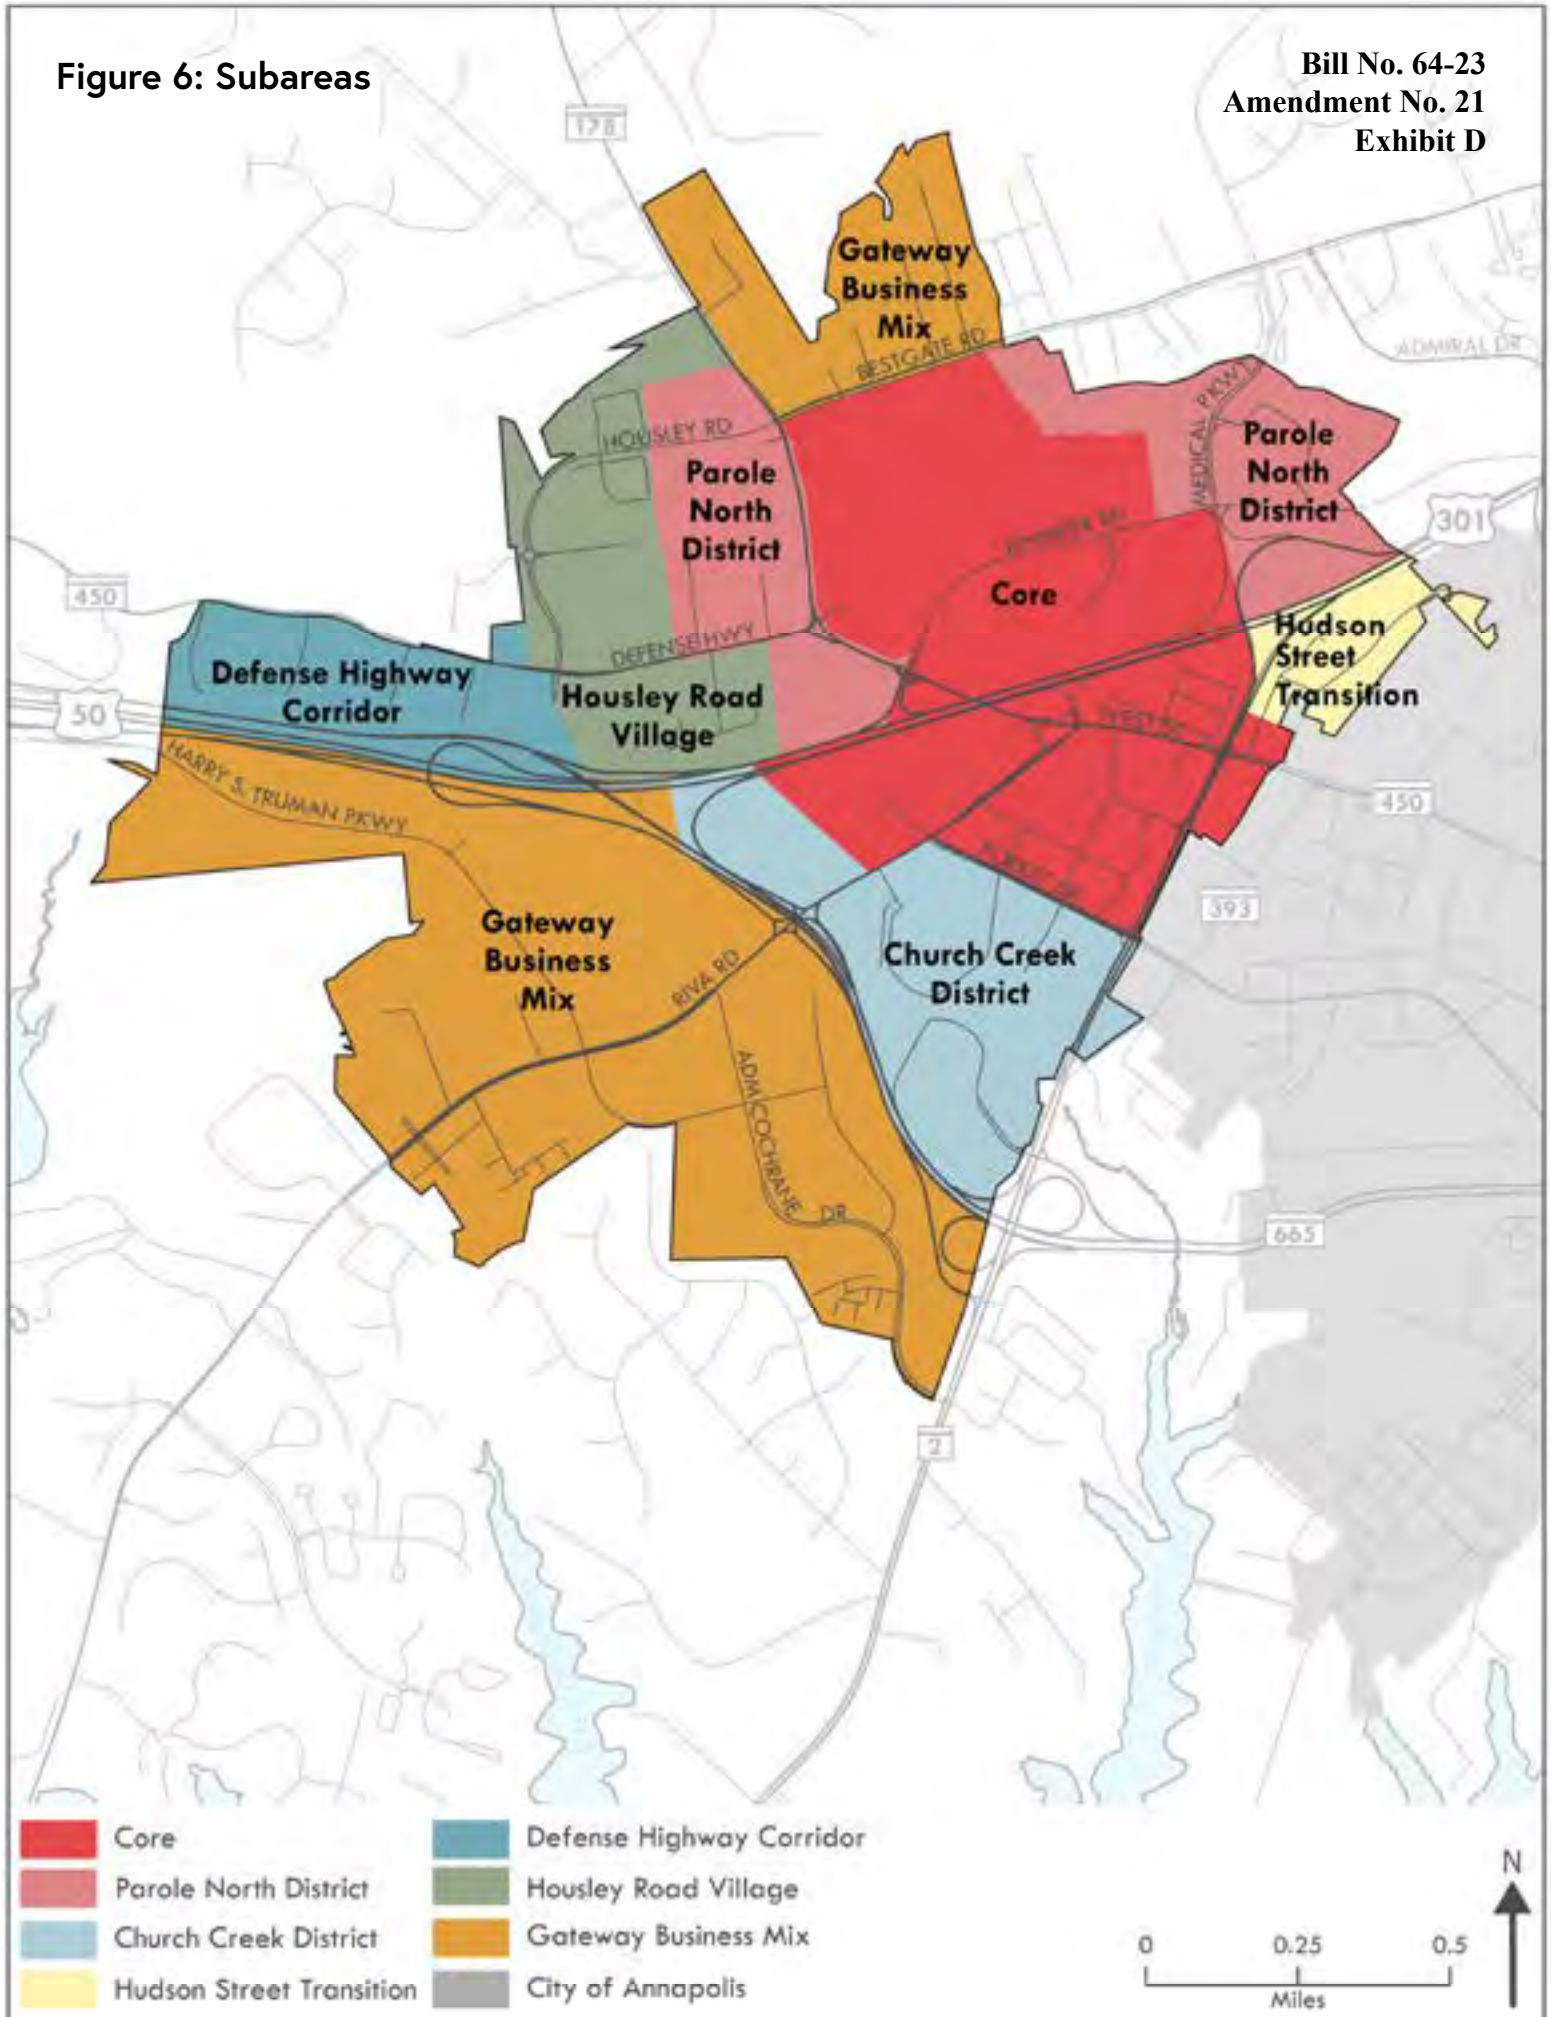 Figure 6: Subareas
Bill No. 64-23
Amendment No. 21
Exhibit D
178
Gateway
Business
Mix
BESTGATE RD
ADMIRAL DR
MEDICAL PKWY
HOUSLEY RD
Parole
North
District
Parole
North
District
301
450
Core
Hudson
Street
Transition
DEFENSE HWY
Defense Highway
Corridor
Housley Road
Village
50
WEST ST
HARRY S. TRUMAN PKWY
450
393
Gateway
Business
Mix
RIVA RD
Church Creek
District
ADM COCHRANE DR
665
2
Core
Parole North District
Church Creek District
Hudson Street Transition
Defense Highway Corridor
Housley Road Village
Gateway Business Mix
City of Annapolis
N
0 0.25 0.5
Miles